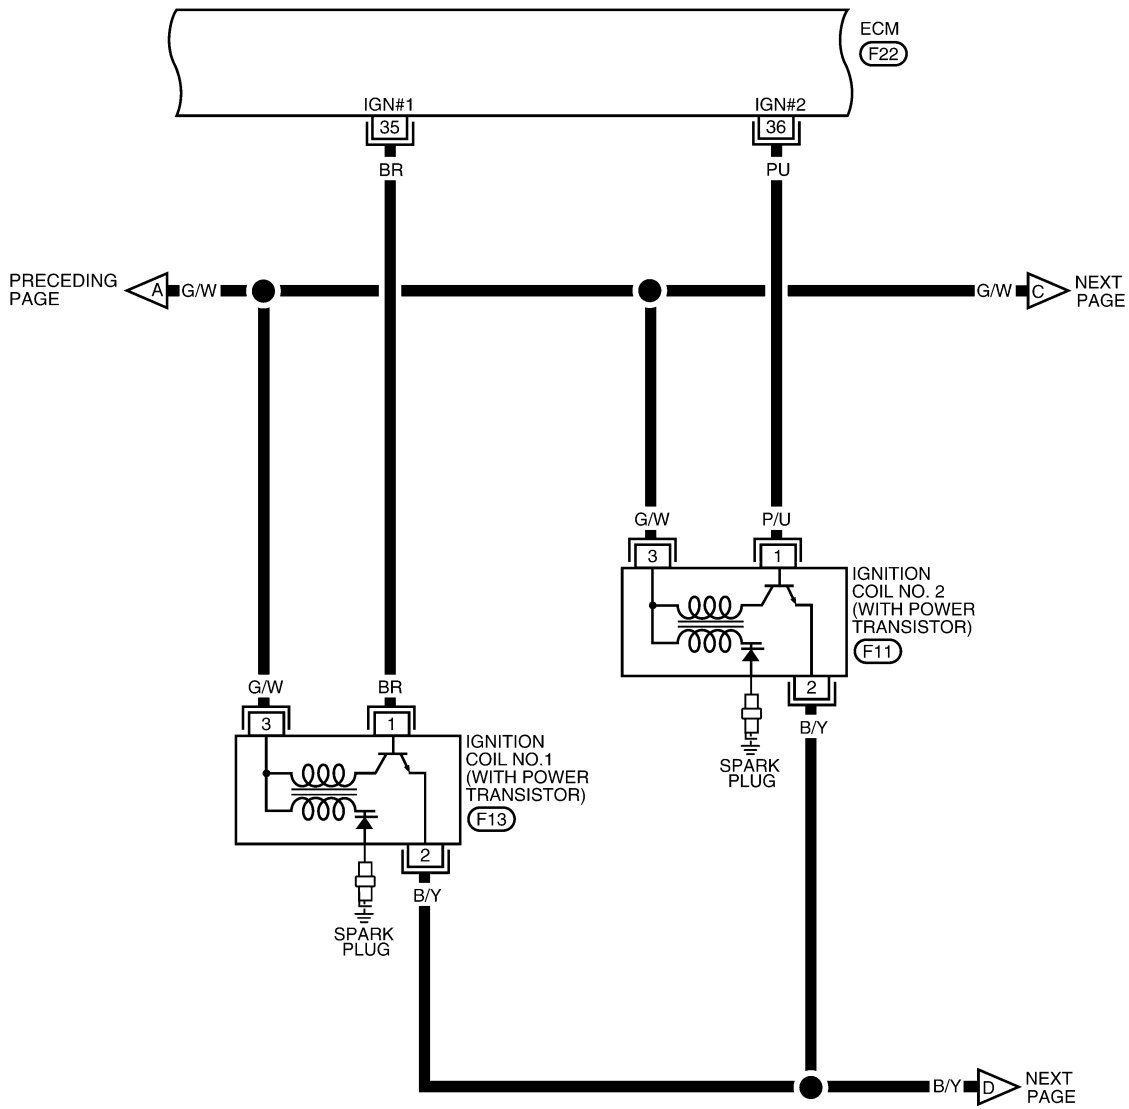 ECM
F22
IGN#1
IGN#2
35
36
BR
PU
PRECEDING
PAGE
A
G/W
G/W
C
NEXT
PAGE
G/W
P/U
3
1
IGNITION
COIL NO. 2
(WITH POWER
TRANSISTOR)
F11
2
B/Y
SPARK
PLUG
G/W
BR
3
1
IGNITION
COIL NO.1
(WITH POWER
TRANSISTOR)
F13
2
B/Y
SPARK
PLUG
B/Y
D
NEXT
PAGE